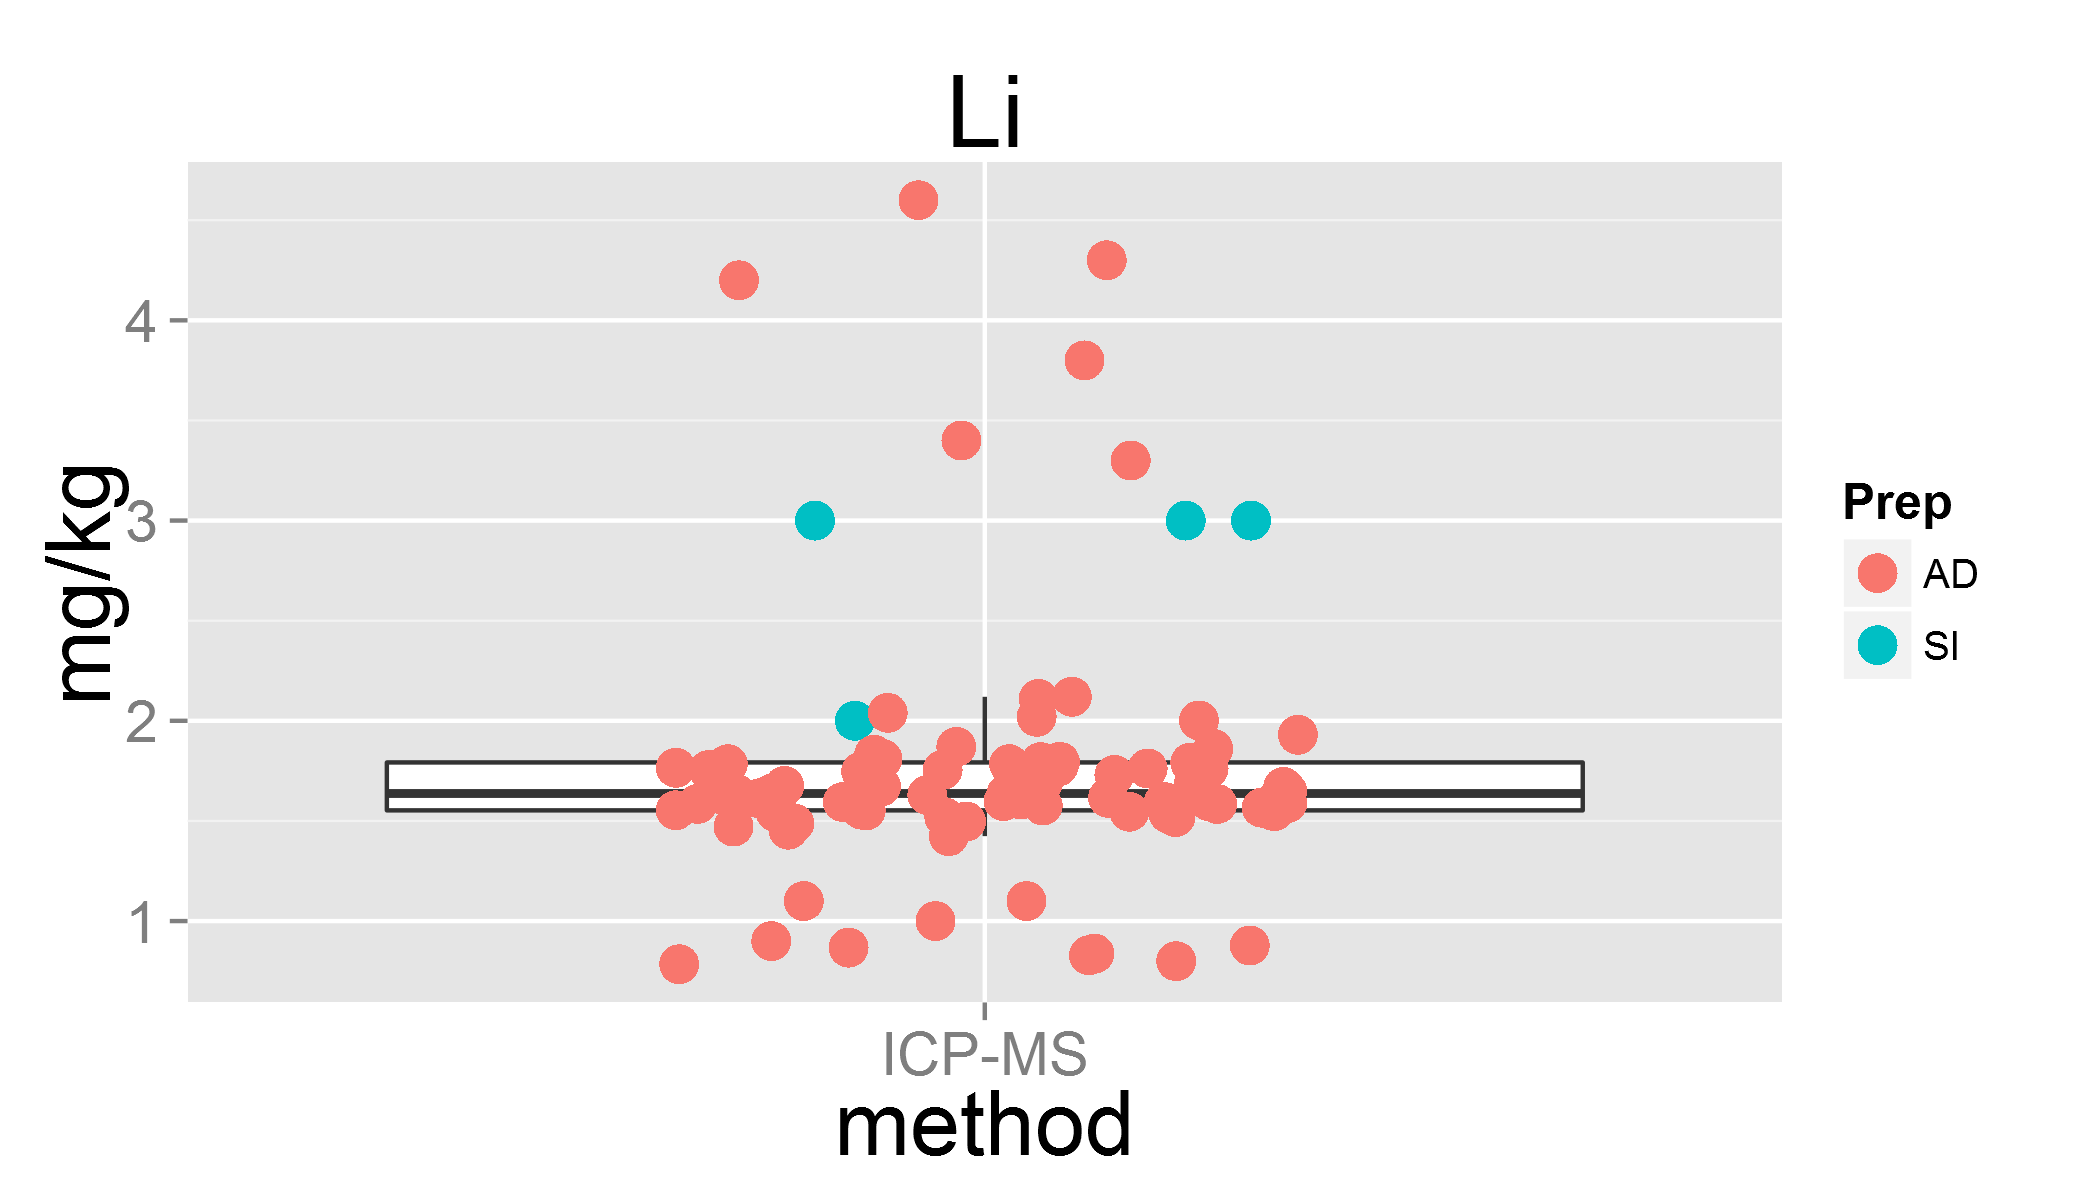 Li
mg/kg
4
3
2
1
ICP-MS
method
Prep
AD
SI